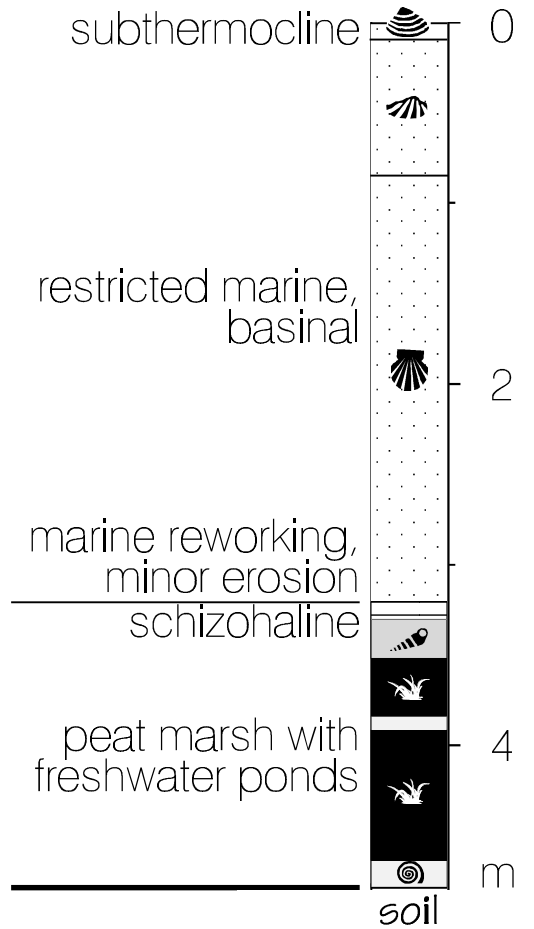 subthermocline
0
restricted marine,
basinal
2
marine reworking,
minor erosion
schizohaline
peat marsh with
freshwater ponds
4
m
soil